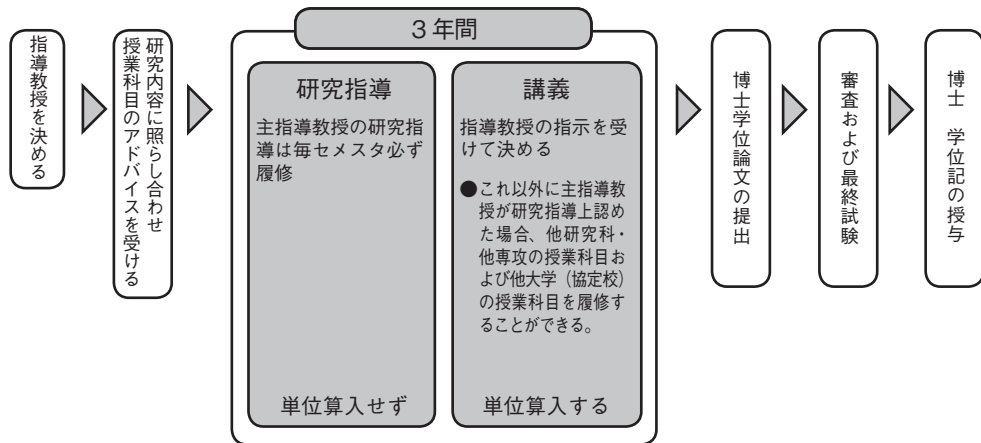 指導教授を決める
研究内容に照らし合わせ
授業科目のアドバイスを受ける
３年間
研究指導
主指導教授の研究指
導は毎セメスタ必ず
履修
単位算入せず
講義
指導教授の指示を受
けて決める
●これ以外に主指導教
授が研究指導上認め
た場合、他研究科・
他専攻の授業科目お
よび他大学（協定校）
の授業科目を履修す
ることができる。
単位算入する
博士学位論文の提出
審査および最終試験
博士　学位記の授与